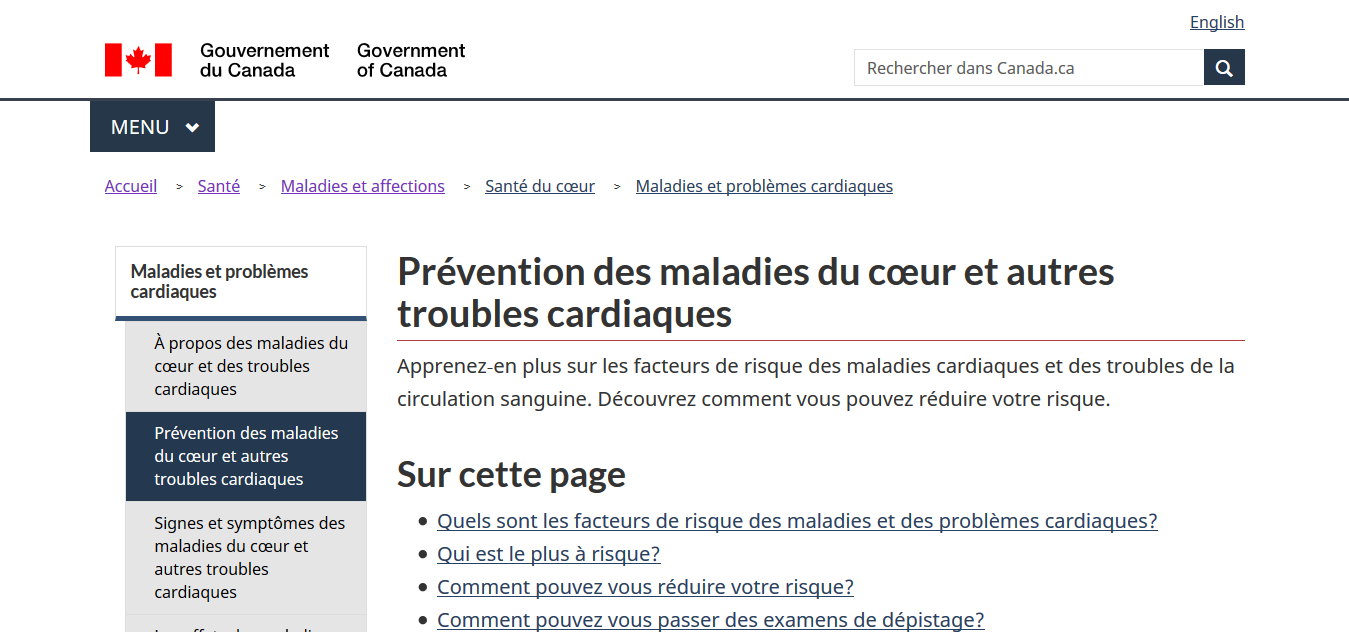 English
Gouvernement
du Canada
Government
of Canada
Rechercher dans Canada.ca
MENU
Accueil > Santé > Maladies et affections > Santé du cœur > Maladies et problèmes cardiaques
Maladies et problèmes
cardiaques
À propos des maladies du
cœur et des troubles
cardiaques
Prévention des maladies
du cœur et autres
troubles cardiaques
Signes et symptômes des
maladies du cœur et
autres troubles
cardiaques
Prévention des maladies du cœur et autres
troubles cardiaques
Apprenez-en plus sur les facteurs de risque des maladies cardiaques et des troubles de la
circulation sanguine. Découvrez comment vous pouvez réduire votre risque.
Sur cette page
Quels sont les facteurs de risque des maladies et des problèmes cardiaques?
Qui est le plus à risque?
Comment pouvez vous réduire votre risque?
Comment pouvez vous passer des examens de dépistage?